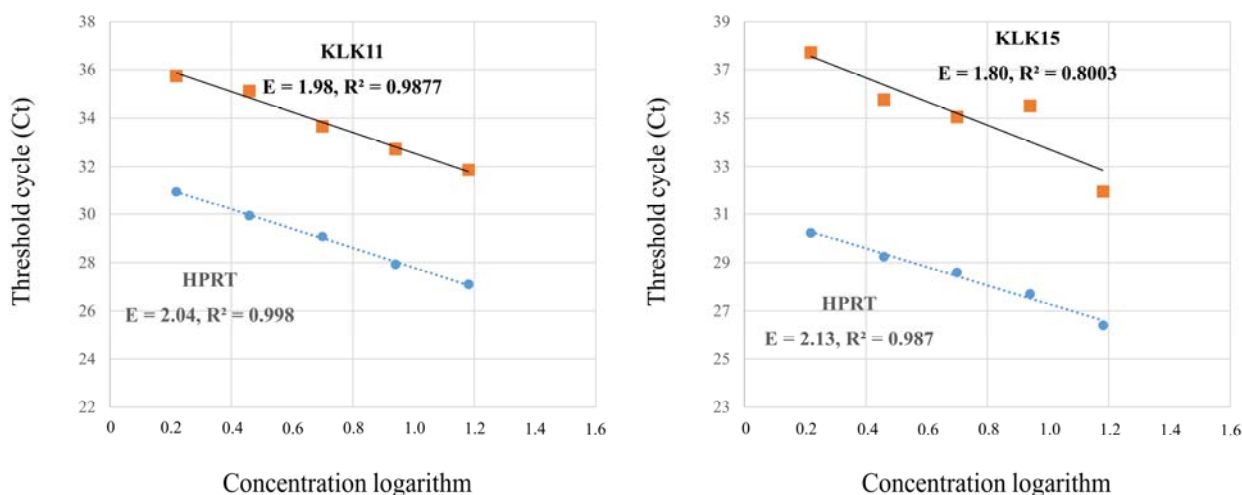 38
36
34
32
30
28
26
24
22
Threshold cycle (Ct)
KLK11
E = 1.98, R² = 0.9877
HPRT
E = 2.04, R² = 0.998
0 0.2 0.4 0.6 0.8 1.0 1.2 1.4 1.6
Concentration logarithm
39
37
35
33
31
29
27
25
23
Threshold cycle (Ct)
KLK15
E = 1.80, R² = 0.8003
HPRT
E = 2.13, R² = 0.987
0 0.2 0.4 0.6 0.8 1.0 1.2 1.4 1.6
Concentration logarithm